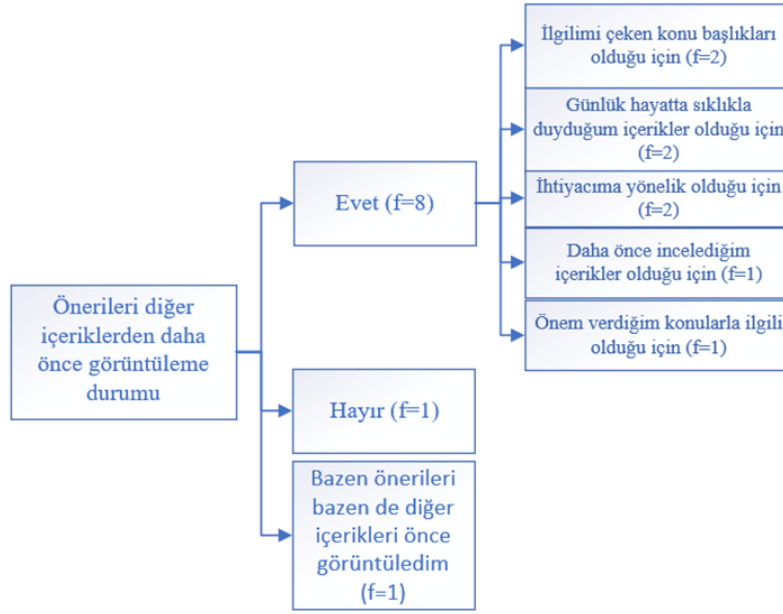 Önerileri diğer
içeriklerden daha
önce görüntüleme
durumu
Evet (f=8)
İlgilimi çeken konu başlıkları
olduğu için (f=2)
Günlük hayatta sıklıkla
duyduğum içerikler olduğu için
(f=2)
İhtiyacıma yönelik olduğu için
(f=2)
Daha önce incelediğim
içerikler olduğu için (f=1)
Önem verdiğim konularla ilgili
olduğu için (f=1)
Hayır (f=1)
Bazen önerileri
bazen de diğer
içerikleri önce
görüntüledim
(f=1)